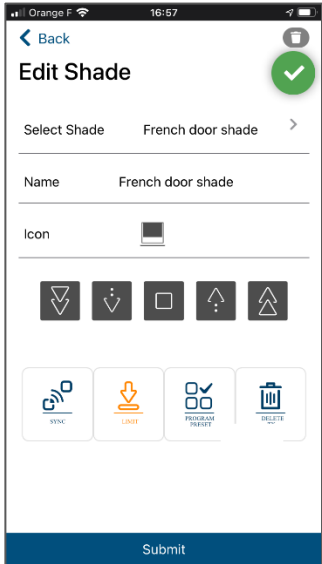 Orange F 16:57
Back
Edit Shade
Select Shade French door shade
Name French door shade
Icon
SYNC
LIMIT
PROGRAM
PRESET
DELETE
Submit